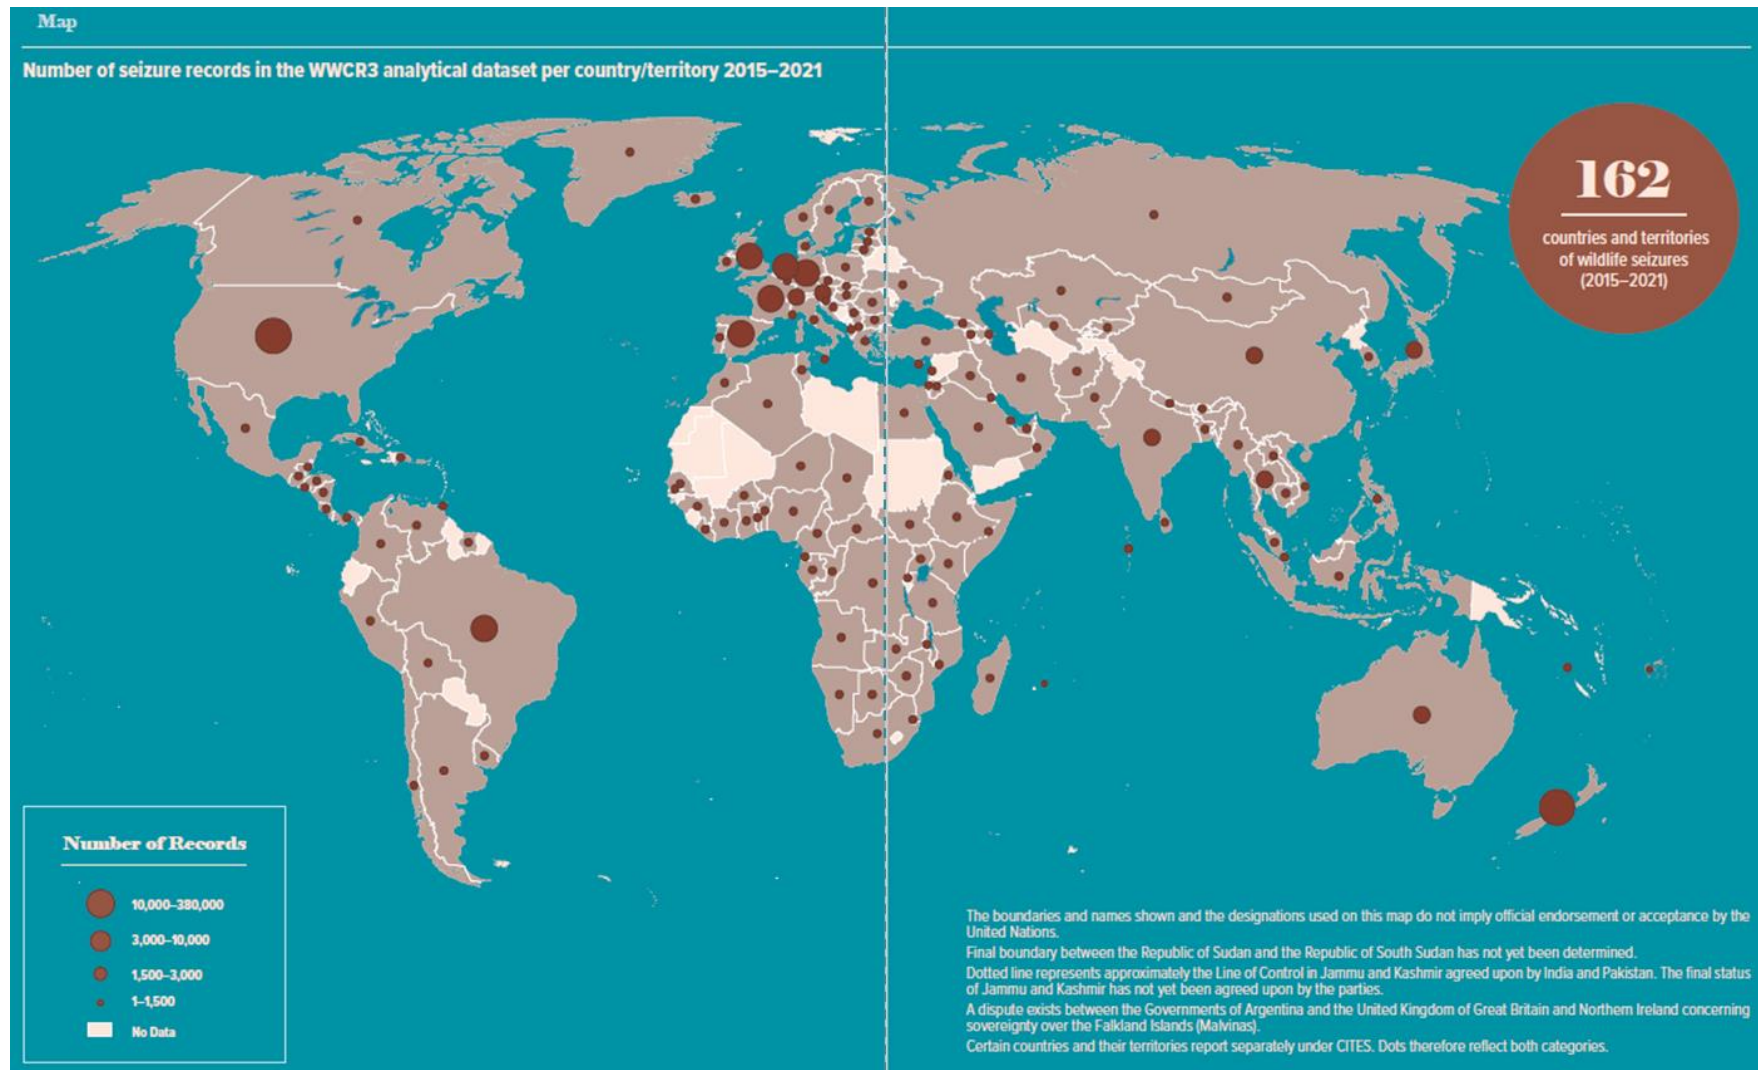 Map
Number of seizure records in the WWCR3 analytical dataset per country/territory 2015–2021
162
countries and territories
of wildlife seizures
(2015–2021)
Number of Records
10,000–380,000
3,000–10,000
1,500–3,000
1–1,500
No Data
The boundaries and names shown and the designations used on this map do not imply official endorsement or acceptance by the
United Nations.
Final boundary between the Republic of Sudan and the Republic of South Sudan has not yet been determined.
Dotted line represents approximately the Line of Control in Jammu and Kashmir agreed upon by India and Pakistan. The final status
of Jammu and Kashmir has not yet been agreed upon by the parties.
A dispute exists between the Governments of Argentina and the United Kingdom of Great Britain and Northern Ireland concerning
sovereignty over the Falkland Islands (Malvinas).
Certain countries and their territories report separately under CITES. Dots therefore reflect both categories.